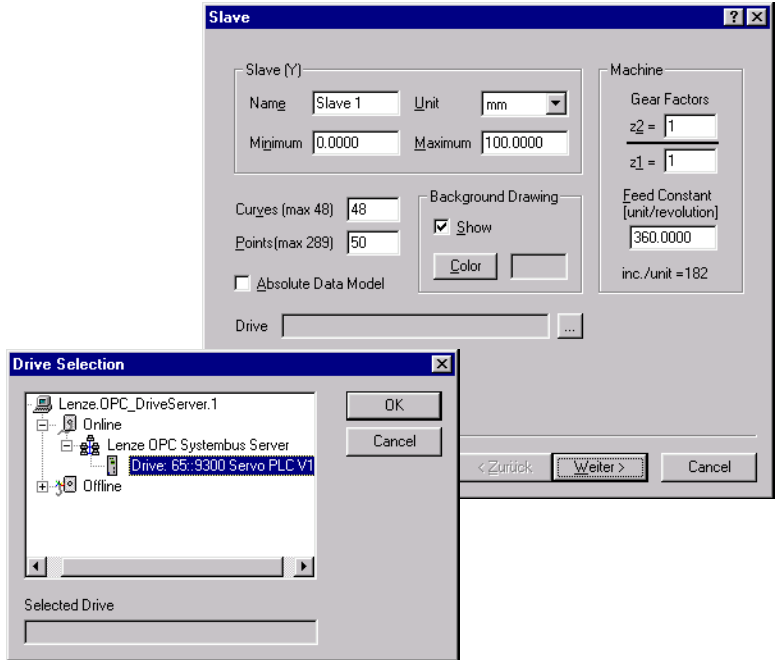 Slave
Slave (Y)
Name Slave 1 Unit mm
Minimum 0.0000 Maximum 100.0000
Machine
Gear Factors
z2 = 1
z1 = 1
Feed Constant
[unit/revolution]
360.0000
inc./unit =182
Curves (max 48) 48
Points(max 289) 50
Absolute Data Model
Background Drawing
Show
Color
Drive ...
< Zurück Weiter > Cancel
Drive Selection
Lenze.OPC_DriveServer.1
Online
Lenze OPC Systembus Server
Drive: 65::9300 Servo PLC V1
Offline
OK
Cancel
Selected Drive